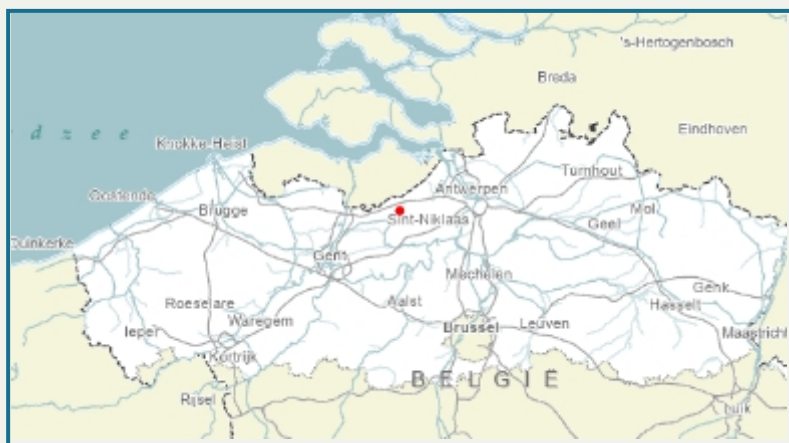 's-Hertogenbosch
Breda
d z e e
Eindhoven
Knokke-Heist
Turnhout
Antwerpen
Oostende
Brugge
Mol
Sint-Niklaas
Geel
Duinkerke
Gent
Mechelen
Genk
Roeselare
Aalst
Hasselt
Ieper
Waregem
Brussel
Leuven
Maastricht
Kortrijk
BELGIË
Rijsel
Luik